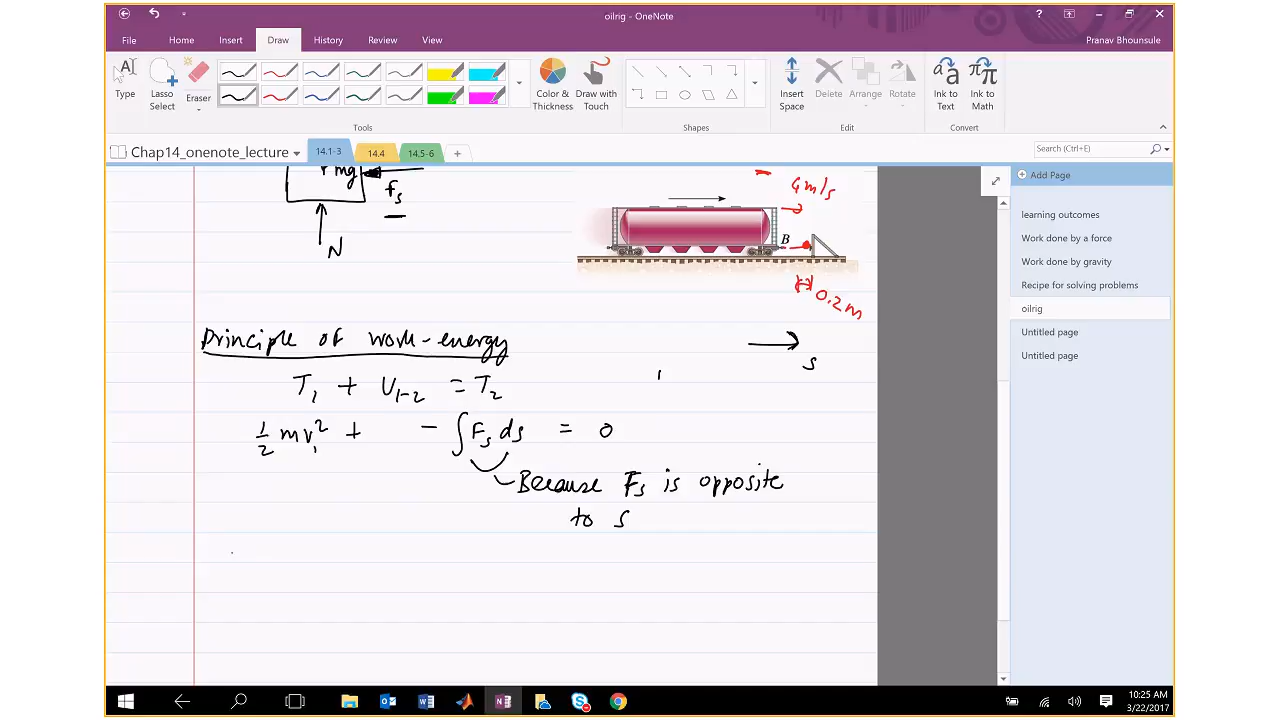 oilrig - OneNote
?
File
Home
Insert
Draw
History
Review
View
Pranav Bhounsule
Type
Lasso Select
Eraser
Color & Thickness
Draw with Touch
Insert Space
Delete
Arrange
Rotate
Ink to Text
Ink to Math
Tools
Shapes
Edit
Convert
Chap14_onenote_lecture
14.1-3
14.4
14.5-6
Search (Ctrl+E)
Add Page
learning outcomes
Work done by a force
Work done by gravity
Recipe for solving problems
oilrig
Untitled page
Untitled page
mg
fs
N
4 m/s
B
0.2m
Principle of work-energy
s
T1 + U1-2 = T2
1/2 mv1² + - ∫Fs ds = 0
Because Fs is opposite
to s
10:25 AM
3/22/2017